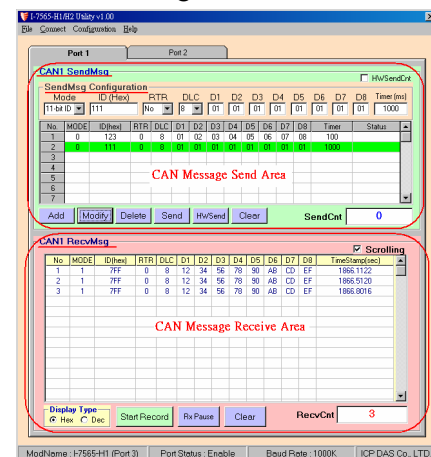 I-7565-H1/H2 Utility v1.00
File Connect Configuration Help
Port 1 Port 2
CAN1 SendMsg
HWSendCnt
SendMsg Configuration
Mode ID (Hex) RTR DLC D1 D2 D3 D4 D5 D6 D7 D8 Timer (ms)
11-bit ID 111 No 8 01 01 01 01 01 01 01 01 1000
No. MODE ID(hex) RTR DLC D1 D2 D3 D4 D5 D6 D7 D8 Timer Status
1 0 123 0 8 01 02 03 04 05 06 07 08 100
2 0 111 0 8 01 01 01 01 01 01 01 01 1000
3
4
5
6
7
CAN Message Send Area
Add Modify Delete Send HWSend Clear SendCnt 0
CAN1 RecvMsg
Scrolling
No MODE ID(hex) RTR DLC D1 D2 D3 D4 D5 D6 D7 D8 TimeStamp(sec)
1 1 7FF 0 8 12 34 56 78 90 AB CD EF 1866.1122
2 1 7FF 0 8 12 34 56 78 90 AB CD EF 1866.5120
3 1 7FF 0 8 12 34 56 78 90 AB CD EF 1866.8016
CAN Message Receive Area
Display Type
Hex Dec
Start Record Rx Pause Clear RecvCnt 3
ModName : I-7565-H1 (Port 3) Port Status : Enable Baud Rate : 1000K ICP DAS Co., LTD